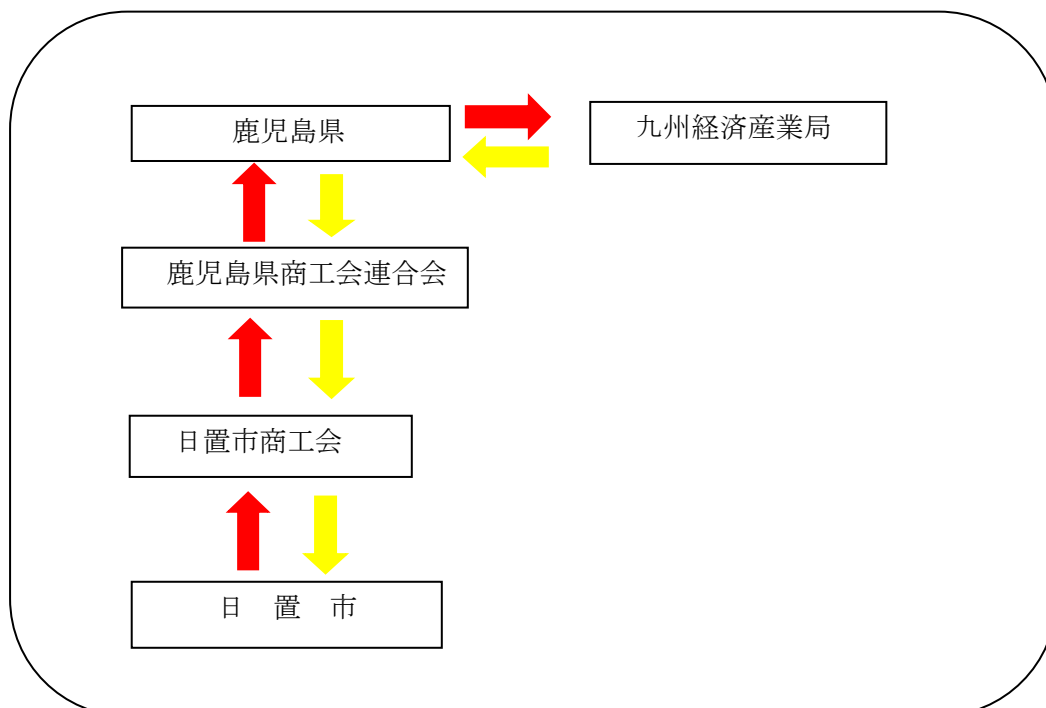 鹿児島県
九州経済産業局
鹿児島県商工会連合会
日置市商工会
日　置　市